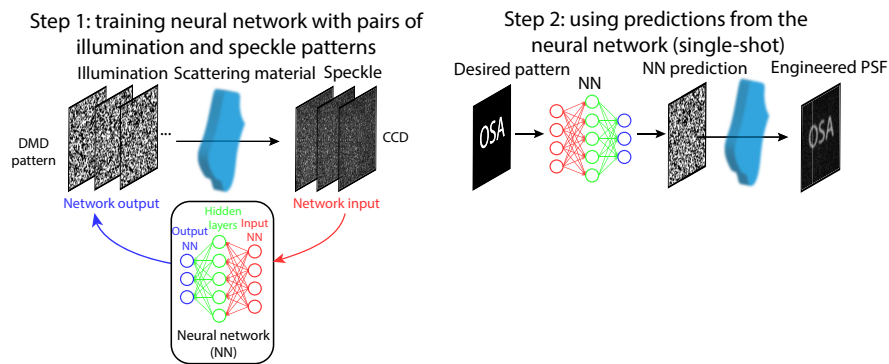 Step 1: training neural network with pairs of
illumination and speckle patterns
Illumination
Scattering material
Speckle
DMD
pattern
...
CCD
Network output
Network input
Hidden
layers
Output
NN
Input
NN
Neural network
(NN)
Step 2: using predictions from the
neural network (single-shot)
Desired pattern
NN
NN prediction
Engineered PSF
OSA
OSA